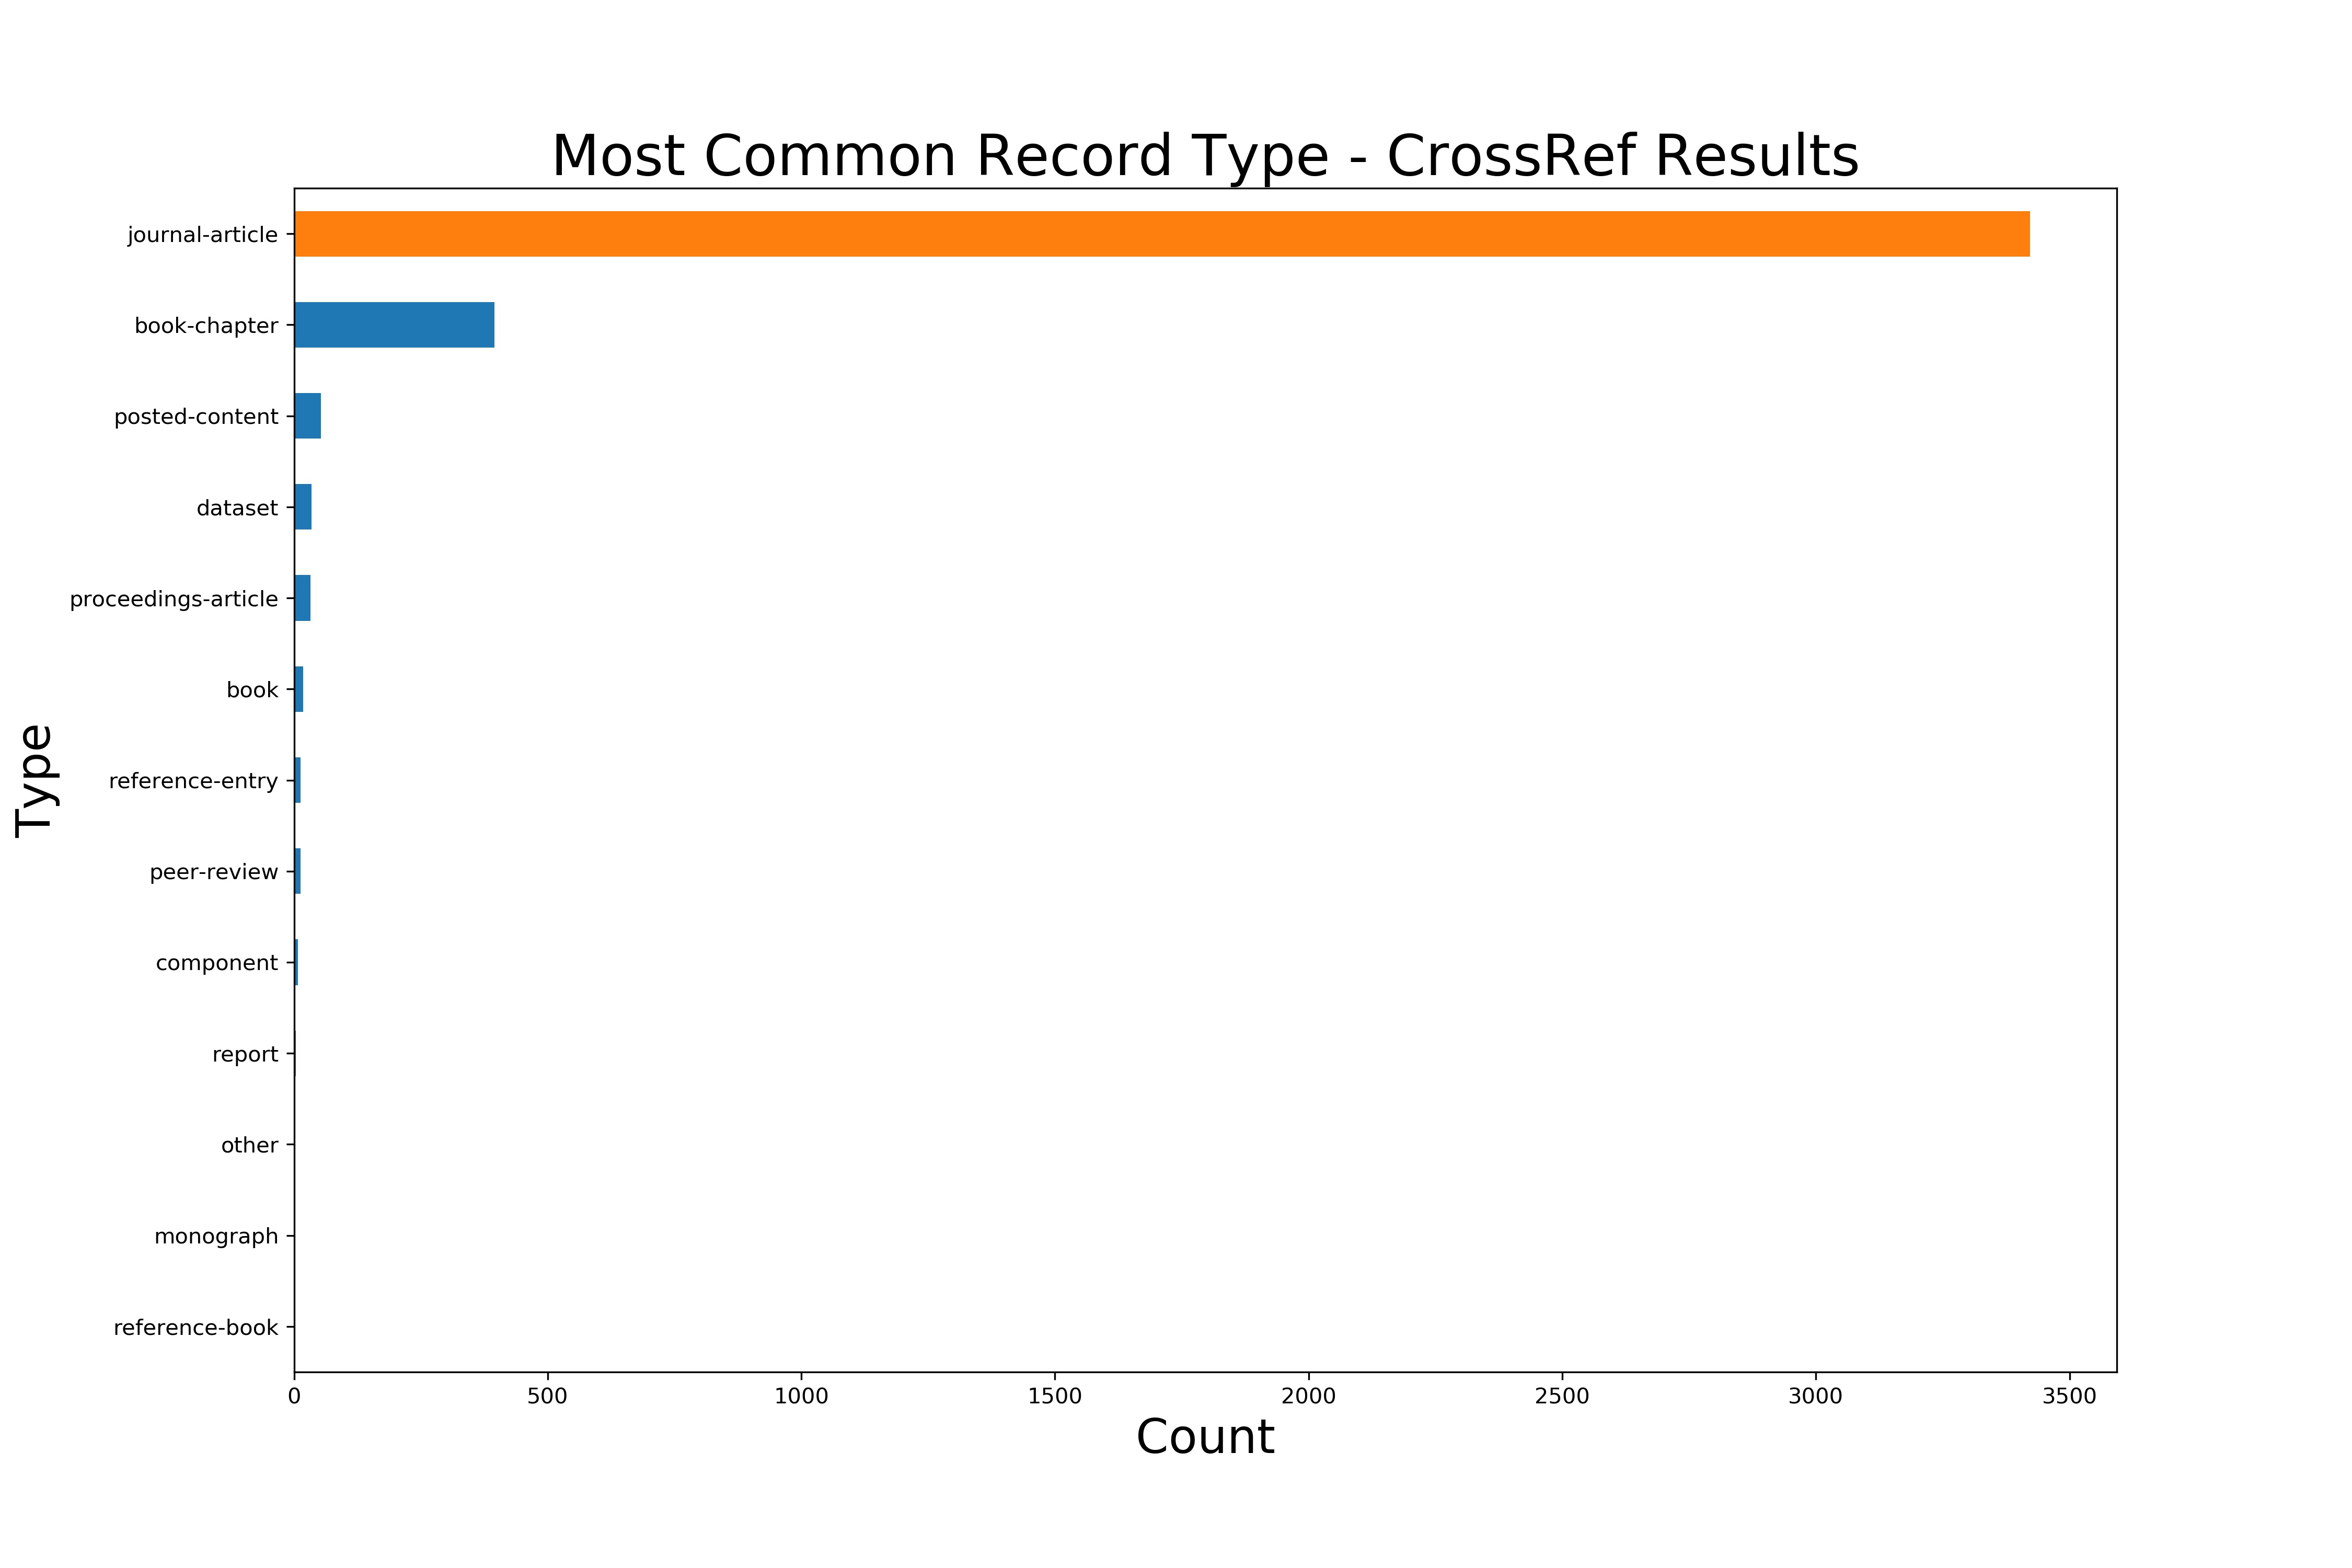 Most Common Record Type - CrossRef Results
journal-article
book-chapter
posted-content
dataset
proceedings-article
book
reference-entry
peer-review
component
report
other
monograph
reference-book
Type
0 500 1000 1500 2000 2500 3000 3500
Count